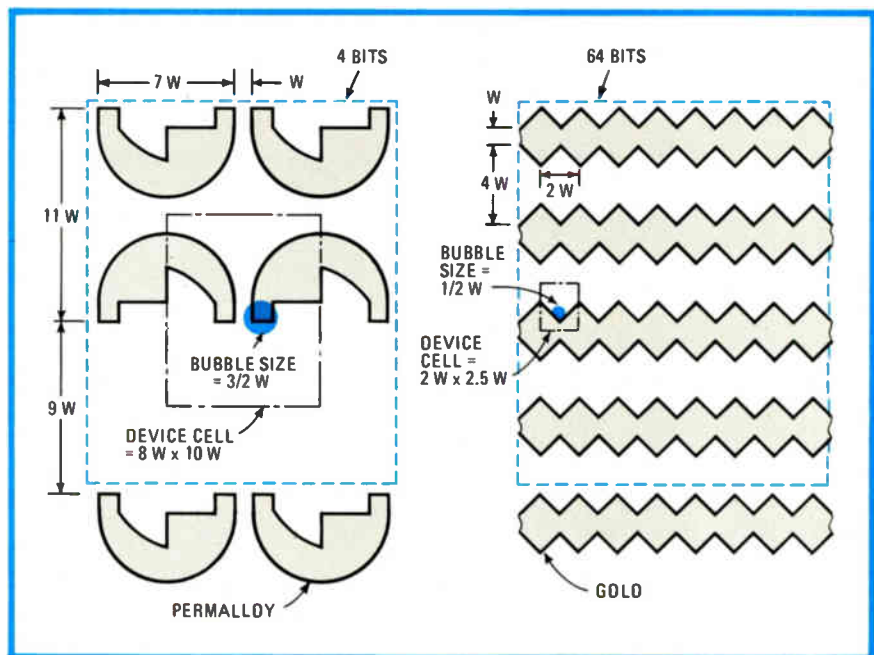 4 BITS
7 W
W
11 W
9 W
BUBBLE SIZE
= 3/2 W
DEVICE CELL
= 8 W x 10 W
PERMALLOY
64 BITS
W
4 W
2 W
BUBBLE
SIZE =
1/2 W
DEVICE
CELL =
2 W x 2.5 W
GOLD